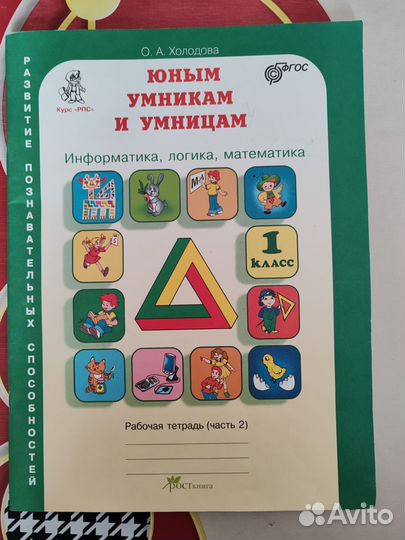 О. А. Холодова
ЮНЫМ
УМНИКАМ
И УМНИЦАМ
Курс «РПС»
ФГОС
Информатика, логика, математика
РАЗВИТИЕ ПОЗНАВАТЕЛЬНЫХ СПОСОБНОСТЕЙ
1
КЛАСС
Рабочая тетрадь (часть 2)
РОСТкнига
Avito